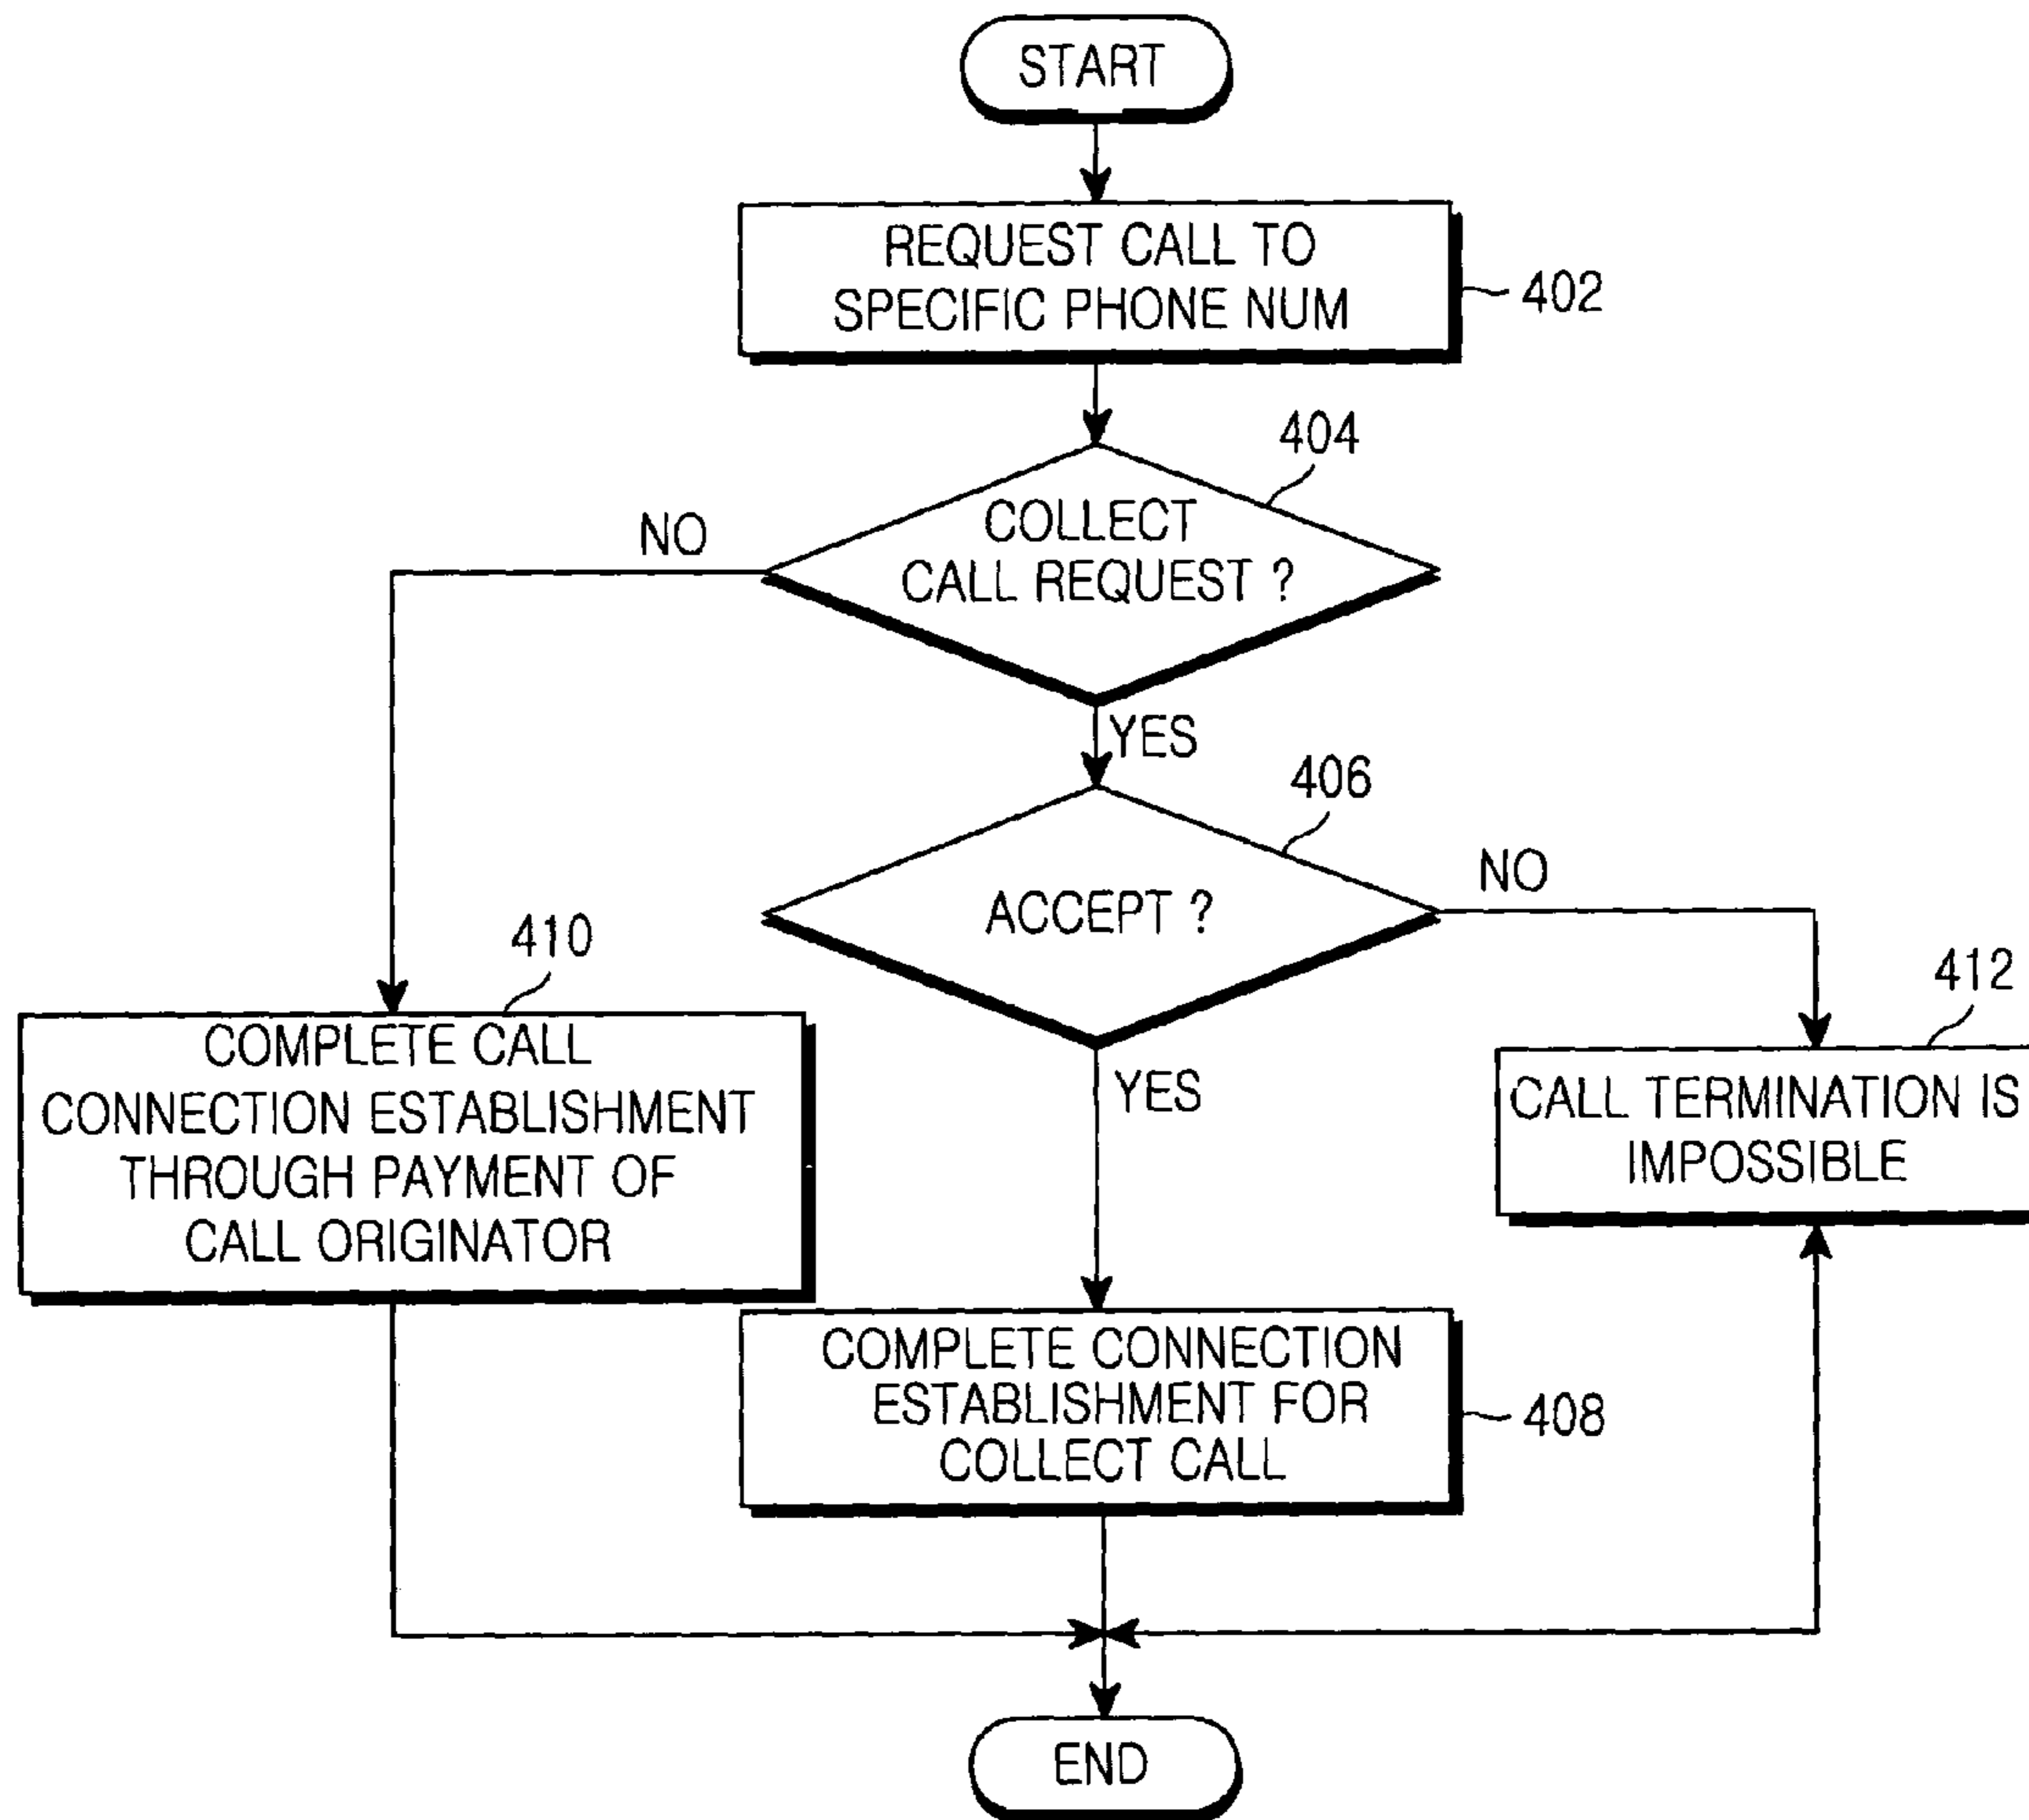 START
REQUEST CALL TO
SPECIFIC PHONE NUM
402
404
COLLECT
CALL REQUEST ?
NO
YES
406
ACCEPT ?
NO
YES
410
COMPLETE CALL
CONNECTION ESTABLISHMENT
THROUGH PAYMENT OF
CALL ORIGINATOR
412
CALL TERMINATION IS
IMPOSSIBLE
COMPLETE CONNECTION
ESTABLISHMENT FOR
COLLECT CALL
408
END